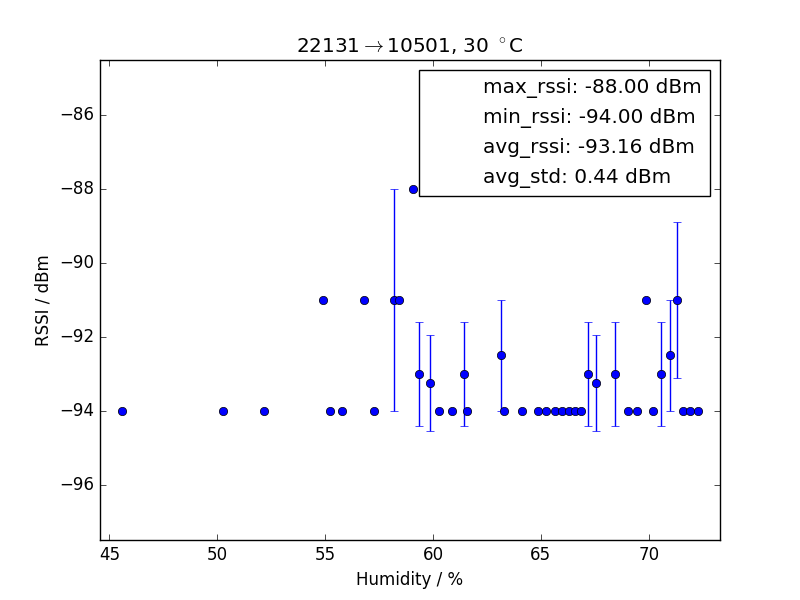 22131→10501, 30 °C
max_rssi: -88.00 dBm
min_rssi: -94.00 dBm
avg_rssi: -93.16 dBm
avg_std: 0.44 dBm
RSSI / dBm
−86
−88
−90
−92
−94
−96
45 50 55 60 65 70
Humidity / %